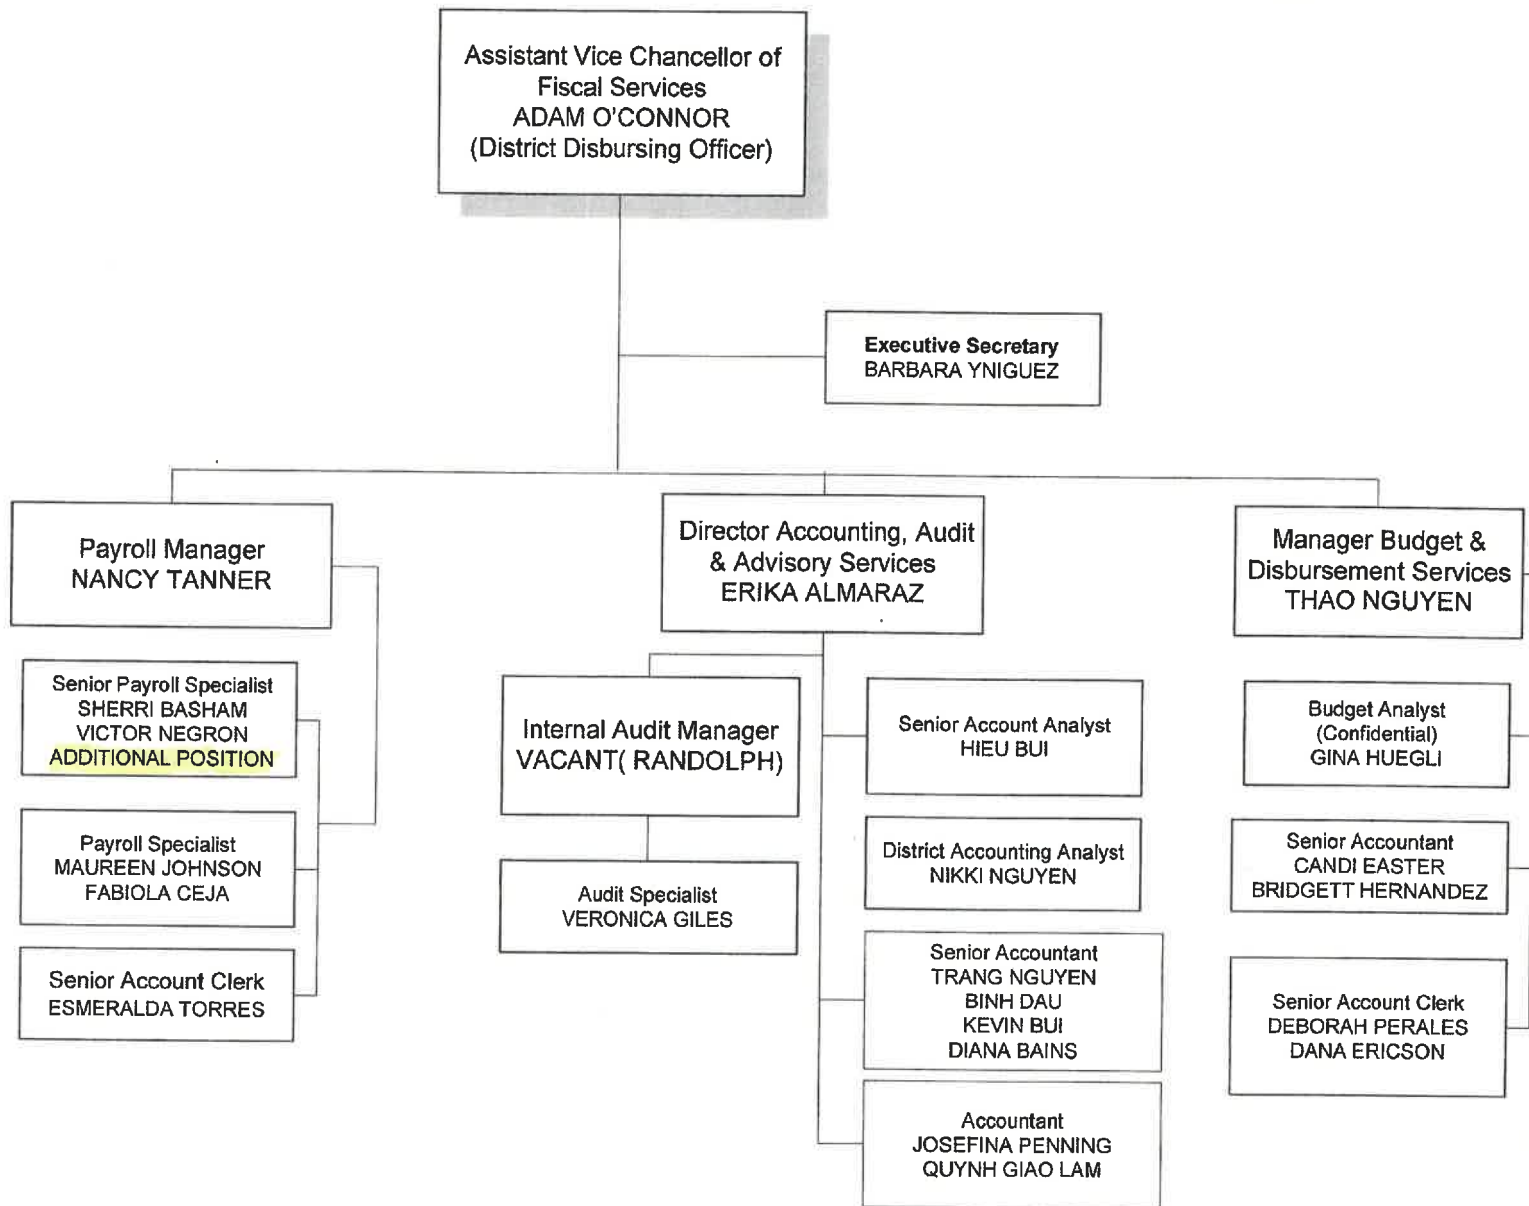 Assistant Vice Chancellor of
Fiscal Services
ADAM O'CONNOR
(District Disbursing Officer)
Executive Secretary
BARBARA YNIGUEZ
Payroll Manager
NANCY TANNER
Senior Payroll Specialist
SHERRI BASHAM
VICTOR NEGRON
ADDITIONAL POSITION
Payroll Specialist
MAUREEN JOHNSON
FABIOLA CEJA
Senior Account Clerk
ESMERALDA TORRES
Director Accounting, Audit
& Advisory Services
ERIKA ALMARAZ
Internal Audit Manager
VACANT( RANDOLPH)
Audit Specialist
VERONICA GILES
Senior Account Analyst
HIEU BUI
District Accounting Analyst
NIKKI NGUYEN
Senior Accountant
TRANG NGUYEN
BINH DAU
KEVIN BUI
DIANA BAINS
Accountant
JOSEFINA PENNING
QUYNH GIAO LAM
Manager Budget &
Disbursement Services
THAO NGUYEN
Budget Analyst
(Confidential)
GINA HUEGLI
Senior Accountant
CANDI EASTER
BRIDGETT HERNANDEZ
Senior Account Clerk
DEBORAH PERALES
DANA ERICSON